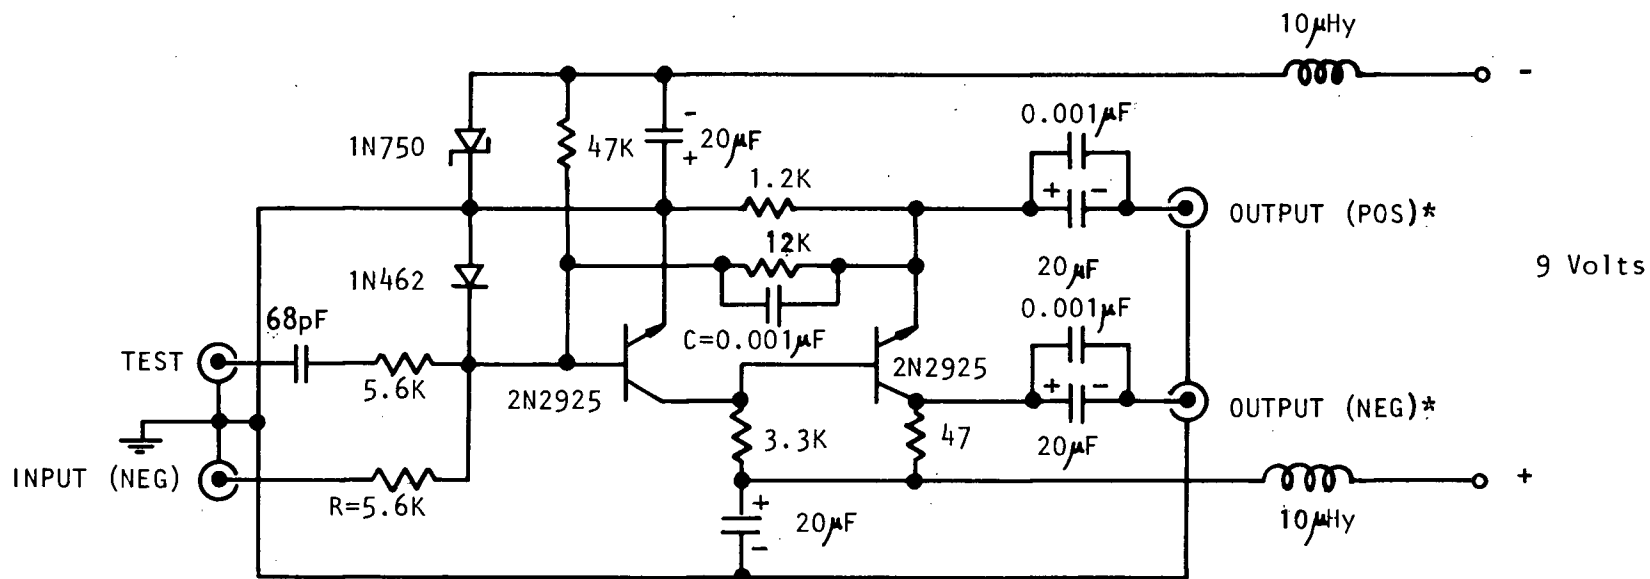 10μHy
-
0.001μF
1N750
47K
-
+
20μF
1.2K
+ -
OUTPUT (POS)*
12K
20μF
9 Volts
1N462
0.001μF
68pF
C=0.001μF
TEST
5.6K
2N2925
2N2925
+ -
OUTPUT (NEG)*
3.3K
47
20μF
INPUT (NEG)
R=5.6K
+
+
20μF
-
10μHy